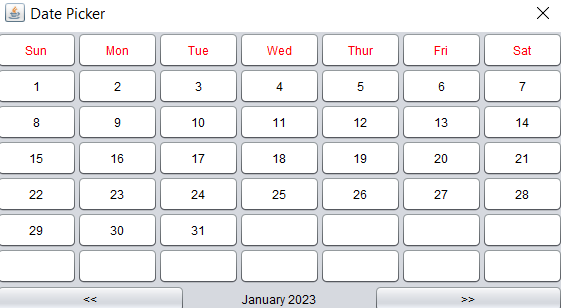 Date Picker
Sun Mon Tue Wed Thur Fri Sat
1 2 3 4 5 6 7
8 9 10 11 12 13 14
15 16 17 18 19 20 21
22 23 24 25 26 27 28
29 30 31
<< January 2023 >>